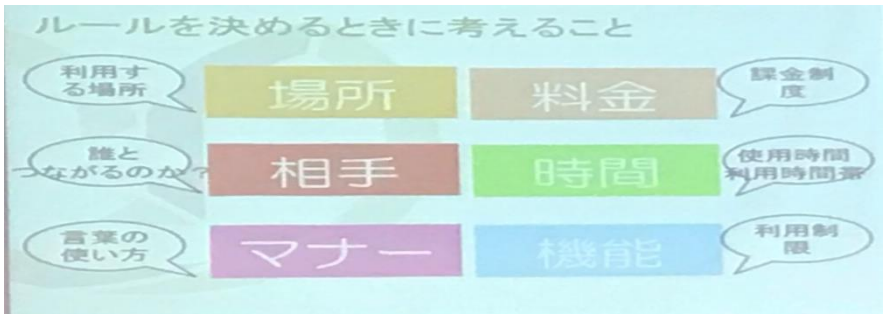 ルールを決めるときに考えること
利用す
る場所
場所
料金
課金制
度
誰と
つながるのか?
相手
時間
使用時間
利用時間帯
言葉の
使い方
マナー
機能
利用制
限